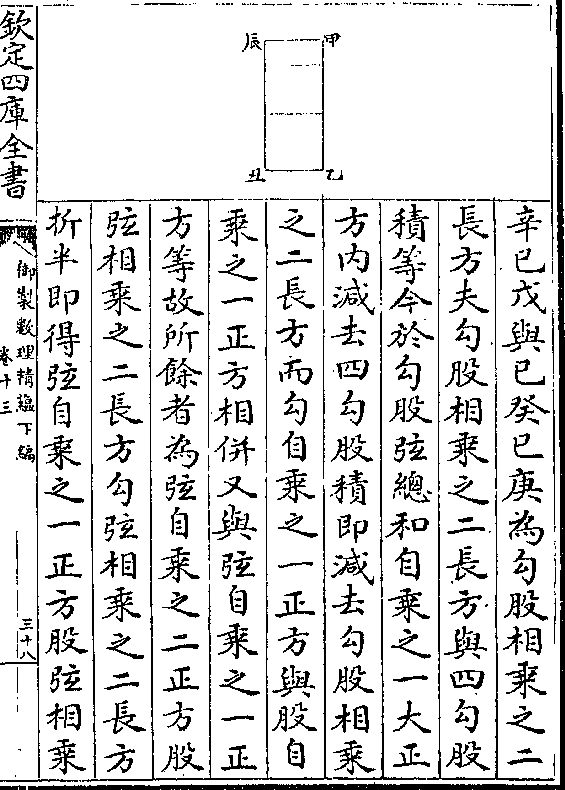 辰 甲
丑 乙
辛巳戊與巳癸巳庚為勾股相乘之二
長方夫勾股相乘之二長方與四勾股
積等今於勾股弦總和自乘之一大正
方內減去四勾股積即減去勾股相乘
之二長方而勾自乘之一正方與股自
乘之一正方相併又與弦自乘之一正
方等故所餘者為弦自乘之二正方股
弦相乘之二長方勾弦相乘之二長方
折半即得弦自乘之一正方股弦相乘
欽定四庫全書
御製數理精蘊下編
卷十三
三十八